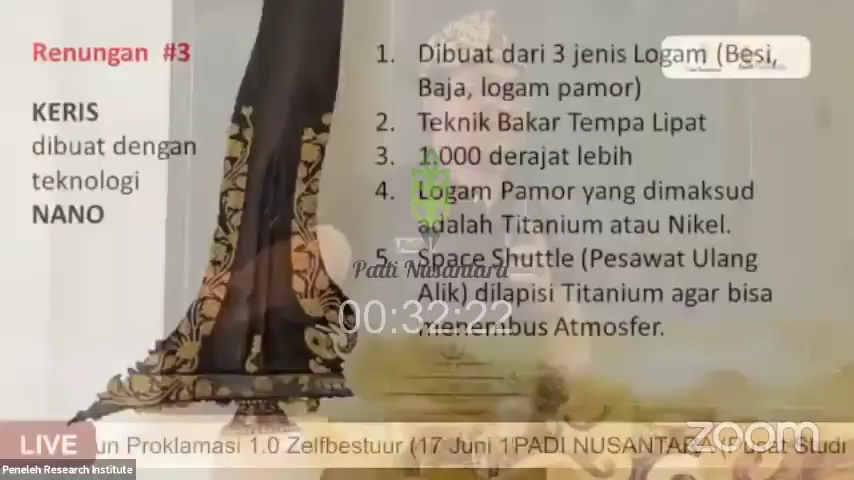 Renungan #3
KERIS
dibuat dengan
teknologi
NANO
1. Dibuat dari 3 jenis Logam (Besi,
Baja, logam pamor)
2. Teknik Bakar Tempa Lipat
3. 1.000 derajat lebih
4. Logam Pamor yang dimaksud
adalah Titanium atau Nikel.
5. Space Shuttle (Pesawat Ulang
Alik) dilapisi Titanium agar bisa
menembus Atmosfer.
Padi Nusantara
00:32:22
zoom
LIVE
un Proklamasi 1.0 Zelfbestuur (17 Juni 1PADI NUSANTARA (Pusat Studi
Peneleh Research Institute